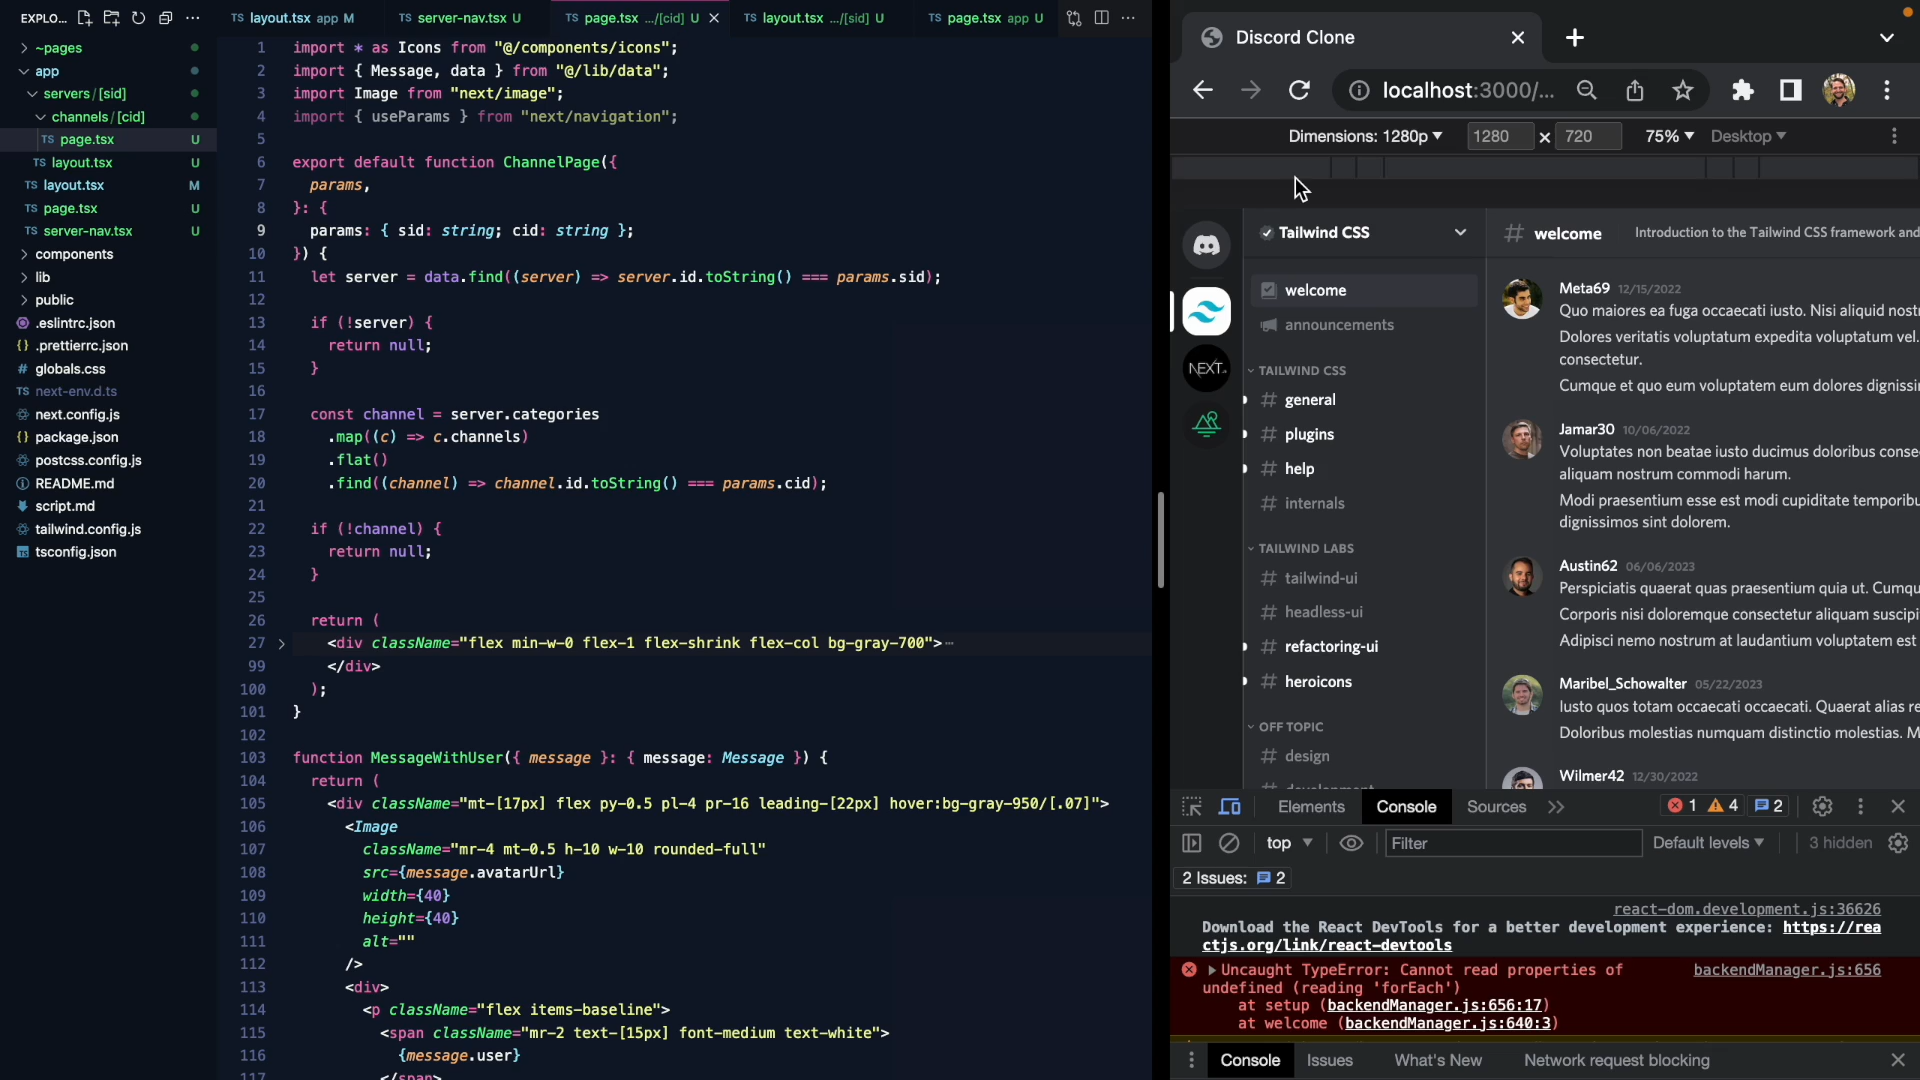 EXPLO...
~pages
app
servers/[sid]
channels/[cid]
TS page.tsx U
TS layout.tsx U
TS layout.tsx M
TS page.tsx U
TS server-nav.tsx U
components
lib
public
.eslintrc.json
{} .prettierrc.json
# globals.css
TS next-env.d.ts
next.config.js
{} package.json
postcss.config.js
README.md
script.md
tailwind.config.js
tsconfig.json
TS layout.tsx app M
TS server-nav.tsx U
TS page.tsx .../[cid] U
TS layout.tsx .../[sid] U
TS page.tsx app U
1 import * as Icons from "@/components/icons";
2 import { Message, data } from "@/lib/data";
3 import Image from "next/image";
4 import { useParams } from "next/navigation";
5
6 export default function ChannelPage({
7 params,
8 }: {
9 params: { sid: string; cid: string };
10 }) {
11 let server = data.find((server) => server.id.toString() === params.sid);
12
13 if (!server) {
14 return null;
15 }
16
17 const channel = server.categories
18 .map((c) => c.channels)
19 .flat()
20 .find((channel) => channel.id.toString() === params.cid);
21
22 if (!channel) {
23 return null;
24 }
25
26 return (
27 <div className="flex min-w-0 flex-1 flex-shrink flex-col bg-gray-700">
99 </div>
100 );
101 }
102
103 function MessageWithUser({ message }: { message: Message }) {
104 return (
105 <div className="mt-[17px] flex py-0.5 pl-4 pr-16 leading-[22px] hover:bg-gray-950/[.07]">
106 <Image
107 className="mr-4 mt-0.5 h-10 w-10 rounded-full"
108 src={message.avatarUrl}
109 width={40}
110 height={40}
111 alt=""
112 />
113 <div>
114 <p className="flex items-baseline">
115 <span className="mr-2 text-[15px] font-medium text-white">
116 {message.user}
117 </span>
Discord Clone
localhost:3000/...
Dimensions: 1280p 1280 × 720 75% Desktop
Tailwind CSS
welcome
announcements
TAILWIND CSS
# general
# plugins
# help
# internals
TAILWIND LABS
# tailwind-ui
# headless-ui
# refactoring-ui
# heroicons
OFF TOPIC
# design
# development
NEXT.
# welcome Introduction to the Tailwind CSS framework and
Meta69 12/15/2022
Quo maiores ea fuga occaecati iusto. Nisi aliquid nost
Dolores veritatis voluptatum expedita voluptatum vel.
consectetur.
Cumque et quo eum voluptatem eum dolores dignissi
Jamar30 10/06/2022
Voluptates non beatae iusto ducimus doloribus conse
aliquam nostrum commodi harum.
Modi praesentium esse est modi cupiditate temporibu
dignissimos sint dolorem.
Austin62 06/06/2023
Perspiciatis quaerat quas praesentium quia ut. Cumqu
Corporis nisi doloremque consectetur aliquam suscipi
Adipisci nemo nostrum at laudantium voluptatem est
Maribel_Schowalter 05/22/2023
Iusto quos totam occaecati occaecati. Quaerat alias re
Doloribus molestias numquam distinctio molestias. M
Wilmer42 12/30/2022
Elements Console Sources 1 4 2
top Filter Default levels 3 hidden
2 Issues: 2
react-dom.development.js:36626
Download the React DevTools for a better development experience: https://rea
ctjs.org/link/react-devtools
Uncaught TypeError: Cannot read properties of backendManager.js:656
undefined (reading 'forEach')
at setup (backendManager.js:656:17)
at welcome (backendManager.js:640:3)
Console Issues What's New Network request blocking